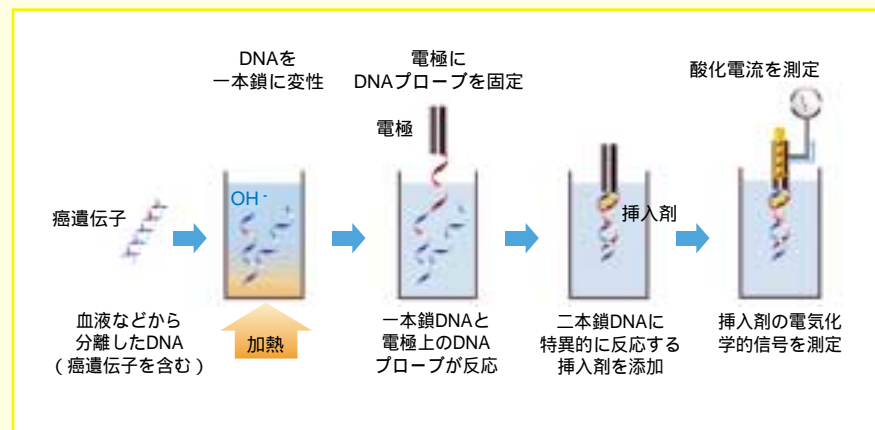 DNAを
一本鎖に変性
電極に
DNAプローブを固定
酸化電流を測定
電極
OH -
癌遺伝子
挿入剤
血液などから
分離したDNA
( 癌遺伝子を含む )
加熱
一本鎖DNAと
電極上のDNA
プローブが反応
二本鎖DNAに
特異的に反応する
挿入剤を添加
挿入剤の電気化
学的信号を測定